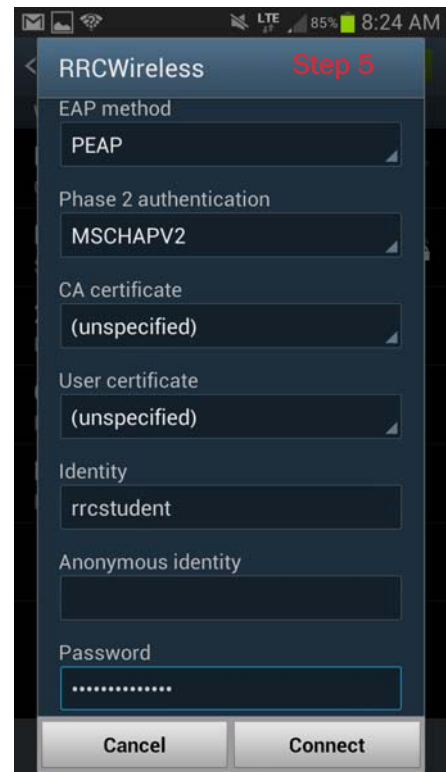 LTE 85% 8:24 AM
RRCWireless Step 5
EAP method
PEAP
Phase 2 authentication
MSCHAPV2
CA certificate
(unspecified)
User certificate
(unspecified)
Identity
rrcstudent
Anonymous identity
Password
••••••••••••••
Cancel Connect